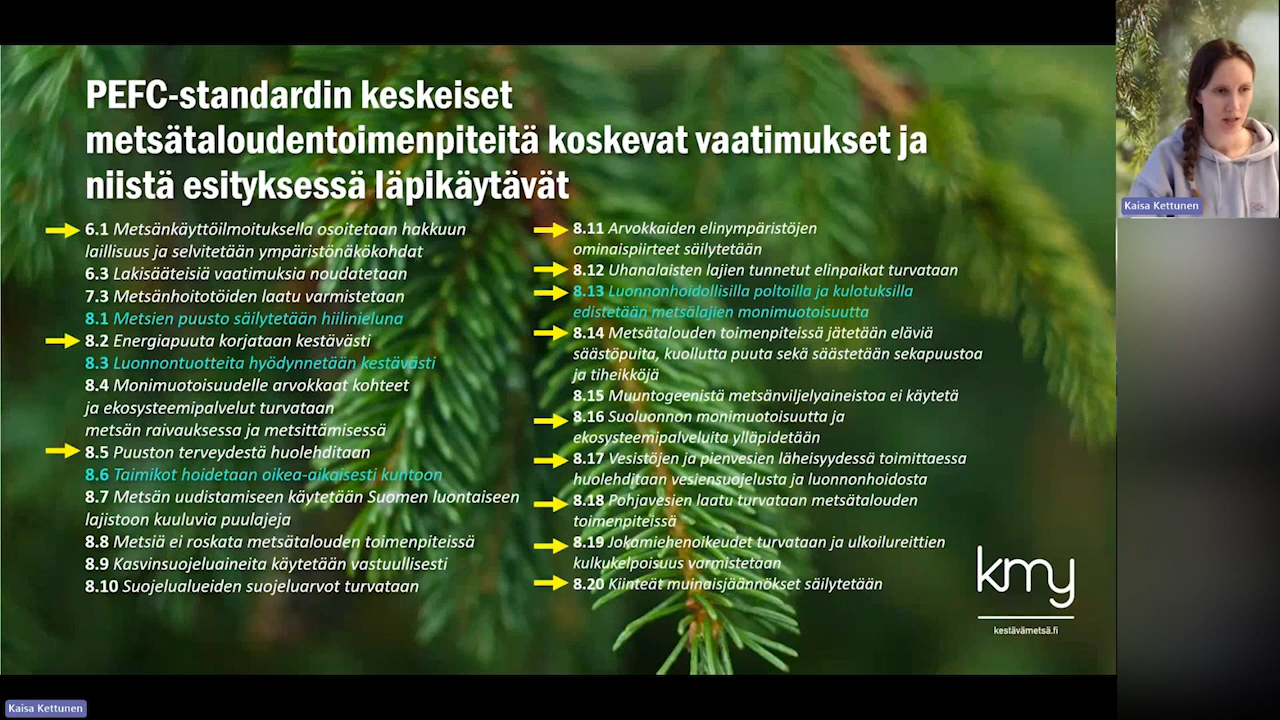 PEFC-standardin keskeiset
metsätaloudentoimenpiteitä koskevat vaatimukset ja
niistä esityksessä läpikäytävät
6.1 Metsänkäyttöilmoituksella osoitetaan hakkuun
laillisuus ja selvitetään ympäristönäkökohdat
6.3 Lakisääteisiä vaatimuksia noudatetaan
7.3 Metsänhoitotöiden laatu varmistetaan
8.1 Metsien puusto säilytetään hiilinieluna
8.2 Energiapuuta korjataan kestävästi
8.3 Luonnontuotteita hyödynnetään kestävästi
8.4 Monimuotoisuudelle arvokkaat kohteet
ja ekosysteemipalvelut turvataan
metsän raivauksessa ja metsittämisessä
8.5 Puuston terveydestä huolehditaan
8.6 Taimikot hoidetaan oikea-aikaisesti kuntoon
8.7 Metsän uudistamiseen käytetään Suomen luontaiseen
lajistoon kuuluvia puulajeja
8.8 Metsiä ei roskata metsätalouden toimenpiteissä
8.9 Kasvinsuojeluaineita käytetään vastuullisesti
8.10 Suojelualueiden suojeluarvot turvataan
8.11 Arvokkaiden elinympäristöjen
ominaispiirteet säilytetään
8.12 Uhanalaisten lajien tunnetut elinpaikat turvataan
8.13 Luonnonhoidollisilla poltoilla ja kulotuksilla
edistetään metsälajien monimuotoisuutta
8.14 Metsätalouden toimenpiteissä jätetään eläviä
säästöpuita, kuollutta puuta sekä säästetään sekapuustoa
ja tiheikköjä
8.15 Muuntogeenistä metsänviljelyaineistoa ei käytetä
8.16 Suoluonnon monimuotoisuutta ja
ekosysteemipalveluita ylläpidetään
8.17 Vesistöjen ja pienvesien läheisyydessä toimittaessa
huolehditaan vesiensuojelusta ja luonnonhoidosta
8.18 Pohjavesien laatu turvataan metsätalouden
toimenpiteissä
8.19 Jokamiehenoikeudet turvataan ja ulkoilureittien
kulkukelpoisuus varmistetaan
8.20 Kiinteät muinaisjäännökset säilytetään
kmy
kestävämetsä.fi
Kaisa Kettunen
Kaisa Kettunen